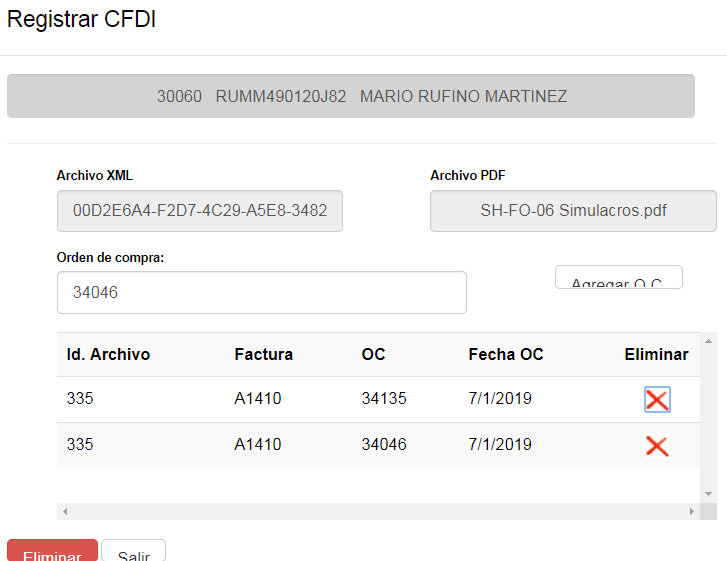 Registrar CFDI
30060 RUMM490120J82 MARIO RUFINO MARTINEZ
Archivo XML Archivo PDF
00D2E6A4-F2D7-4C29-A5E8-3482 SH-FO-06 Simulacros.pdf
Orden de compra:
34046 Agregar O.C.
Id. Archivo Factura OC Fecha OC Eliminar
335 A1410 34135 7/1/2019
335 A1410 34046 7/1/2019
Eliminar Salir